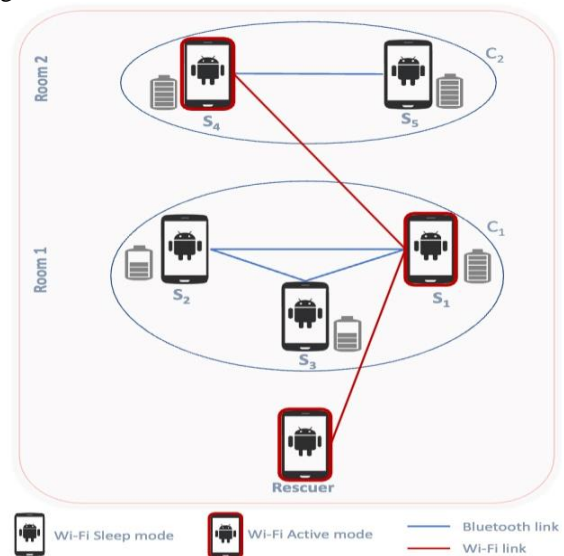 Room 2
C2
S4
S5
Room 1
C1
S2
S1
S3
Rescuer
Wi-Fi Sleep mode
Wi-Fi Active mode
Bluetooth link
Wi-Fi link